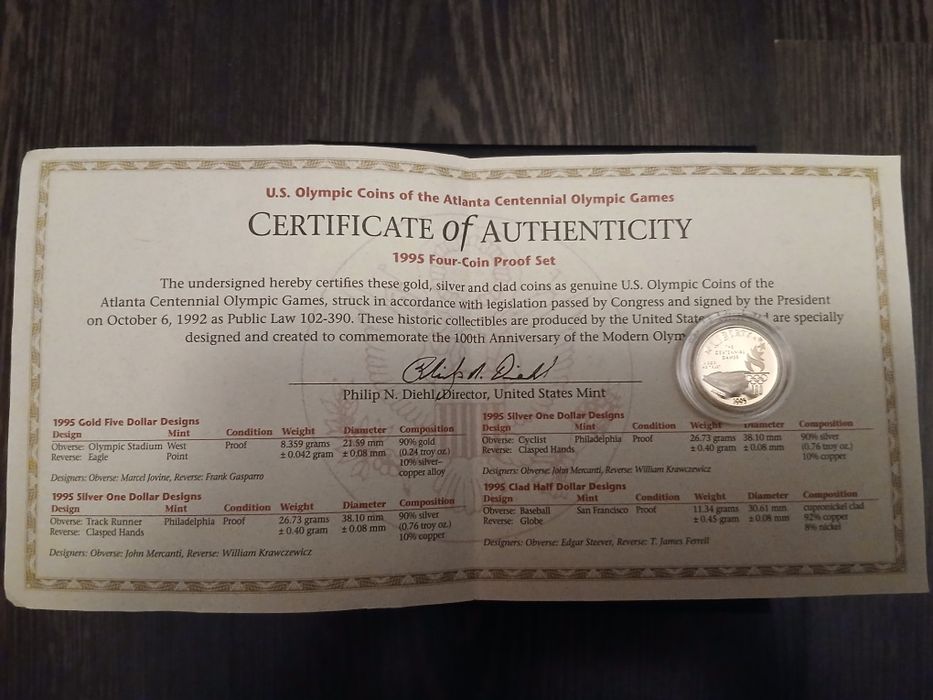 U.S. Olympic Coins of the Atlanta Centennial Olympic Games
CERTIFICATE of AUTHENTICITY
1995 Four-Coin Proof Set
The undersigned hereby certifies these gold, silver and clad coins as genuine U.S. Olympic Coins of the
Atlanta Centennial Olympic Games, struck in accordance with legislation passed by Congress and signed by the President
on October 6, 1992 as Public Law 102-390. These historic collectibles are produced by the United States are specially
designed and created to commemorate the 100th Anniversary of the Modern Olym
Philip N. Diehl
Philip N. Diehl, Director, United States Mint
1995 Gold Five Dollar Designs
Design Mint Condition Weight Diameter Composition
Obverse: Olympic Stadium West Proof 8.359 grams 21.59 mm 90% gold
Reverse: Eagle Point ± 0.042 gram ± 0.08 mm (0.24 troy oz.)
10% silver–
copper alloy
Designers: Obverse: Marcel Jovine, Reverse: Frank Gasparro
1995 Silver One Dollar Designs
Design Mint Condition Weight Diameter Composition
Obverse: Track Runner Philadelphia Proof 26.73 grams 38.10 mm 90% silver
Reverse: Clasped Hands ± 0.40 gram ± 0.08 mm (0.76 troy oz.)
10% copper
Designers: Obverse: John Mercanti, Reverse: William Krawczewicz
1995 Silver One Dollar Designs
Design Mint Condition Weight Diameter Composition
Obverse: Cyclist Philadelphia Proof 26.73 grams 38.10 mm 90% silver
Reverse: Clasped Hands ± 0.40 gram ± 0.08 mm (0.76 troy oz.)
10% copper
Designers: Obverse: John Mercanti, Reverse: William Krawczewicz
1995 Clad Half Dollar Designs
Design Mint Condition Weight Diameter Composition
Obverse: Baseball San Francisco Proof 11.34 grams 30.61 mm cupronickel clad
Reverse: Globe ± 0.45 gram ± 0.08 mm 92% copper
8% nickel
Designers: Obverse: Edgar Steever, Reverse: T. James Ferrell
LIBERTY
THE
CENTENNIAL
GAMES
1995